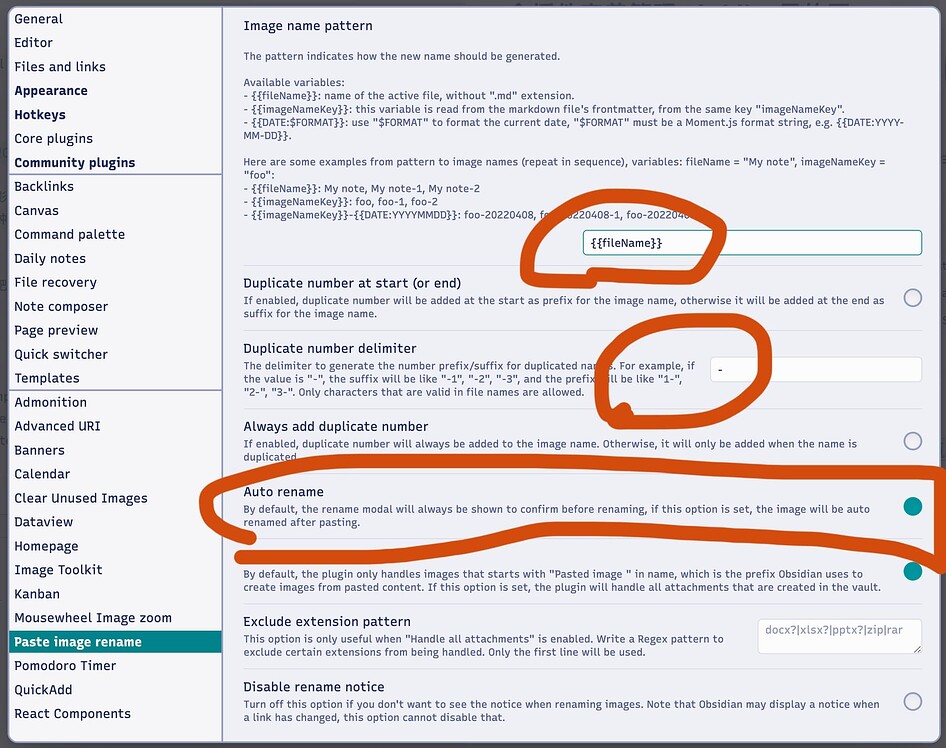 General
Editor
Files and links
Appearance
Hotkeys
Core plugins
Community plugins
Backlinks
Canvas
Command palette
Daily notes
File recovery
Note composer
Page preview
Quick switcher
Templates
Admonition
Advanced URI
Banners
Calendar
Clear Unused Images
Dataview
Homepage
Image Toolkit
Kanban
Mousewheel Image zoom
Paste image rename
Pomodoro Timer
QuickAdd
React Components
Image name pattern
The pattern indicates how the new name should be generated.
Available variables:
- {{fileName}}: name of the active file, without ".md" extension.
- {{imageNameKey}}: this variable is read from the markdown file's frontmatter, from the same key "imageNameKey".
- {{DATE:$FORMAT}}: use "$FORMAT" to format the current date, "$FORMAT" must be a Moment.js format string, e.g. {{DATE:YYYY-
MM-DD}}.
Here are some examples from pattern to image names (repeat in sequence), variables: fileName = "My note", imageNameKey =
"foo":
- {{fileName}}: My note, My note-1, My note-2
- {{imageNameKey}}: foo, foo-1, foo-2
- {{imageNameKey}}-{{DATE:YYYYMMDD}}: foo-20220408, 20220408-1,
{{fileName}}
Duplicate number at start (or end)
If enabled, duplicate number will be added at the start as prefix for the image name, otherwise it will be added at the end as
suffix for the image name.
Duplicate number delimiter
The delimiter to generate the number prefix/suffix for duplicated For example, if
the value is "-", the suffix will be like "-1", "-2", "-3", and the prefix be like "1-",
"2-", "3-". Only characters that are valid in file names are allowed.
-
Always add duplicate number
If enabled, duplicate number will always be added to the image name. Otherwise, it will only be added when the name is
duplicated
Auto rename
By default, the rename modal will always be shown to confirm before renaming, if this option is set, the image will be auto
renamed after pasting.
By default, the plugin only handles images that starts with "Pasted image " in name, which is the prefix Obsidian uses to
create images from pasted content. If this option is set, the plugin will handle all attachments that are created in the vault.
Exclude extension pattern
This option is only useful when "Handle all attachments" is enabled. Write a Regex pattern to
exclude certain extensions from being handled. Only the first line will be used.
docx?|xlsx?|pptx?|zip|rar
Disable rename notice
Turn off this option if you don't want to see the notice when renaming images. Note that Obsidian may display a notice when
a link has changed, this option cannot disable that.